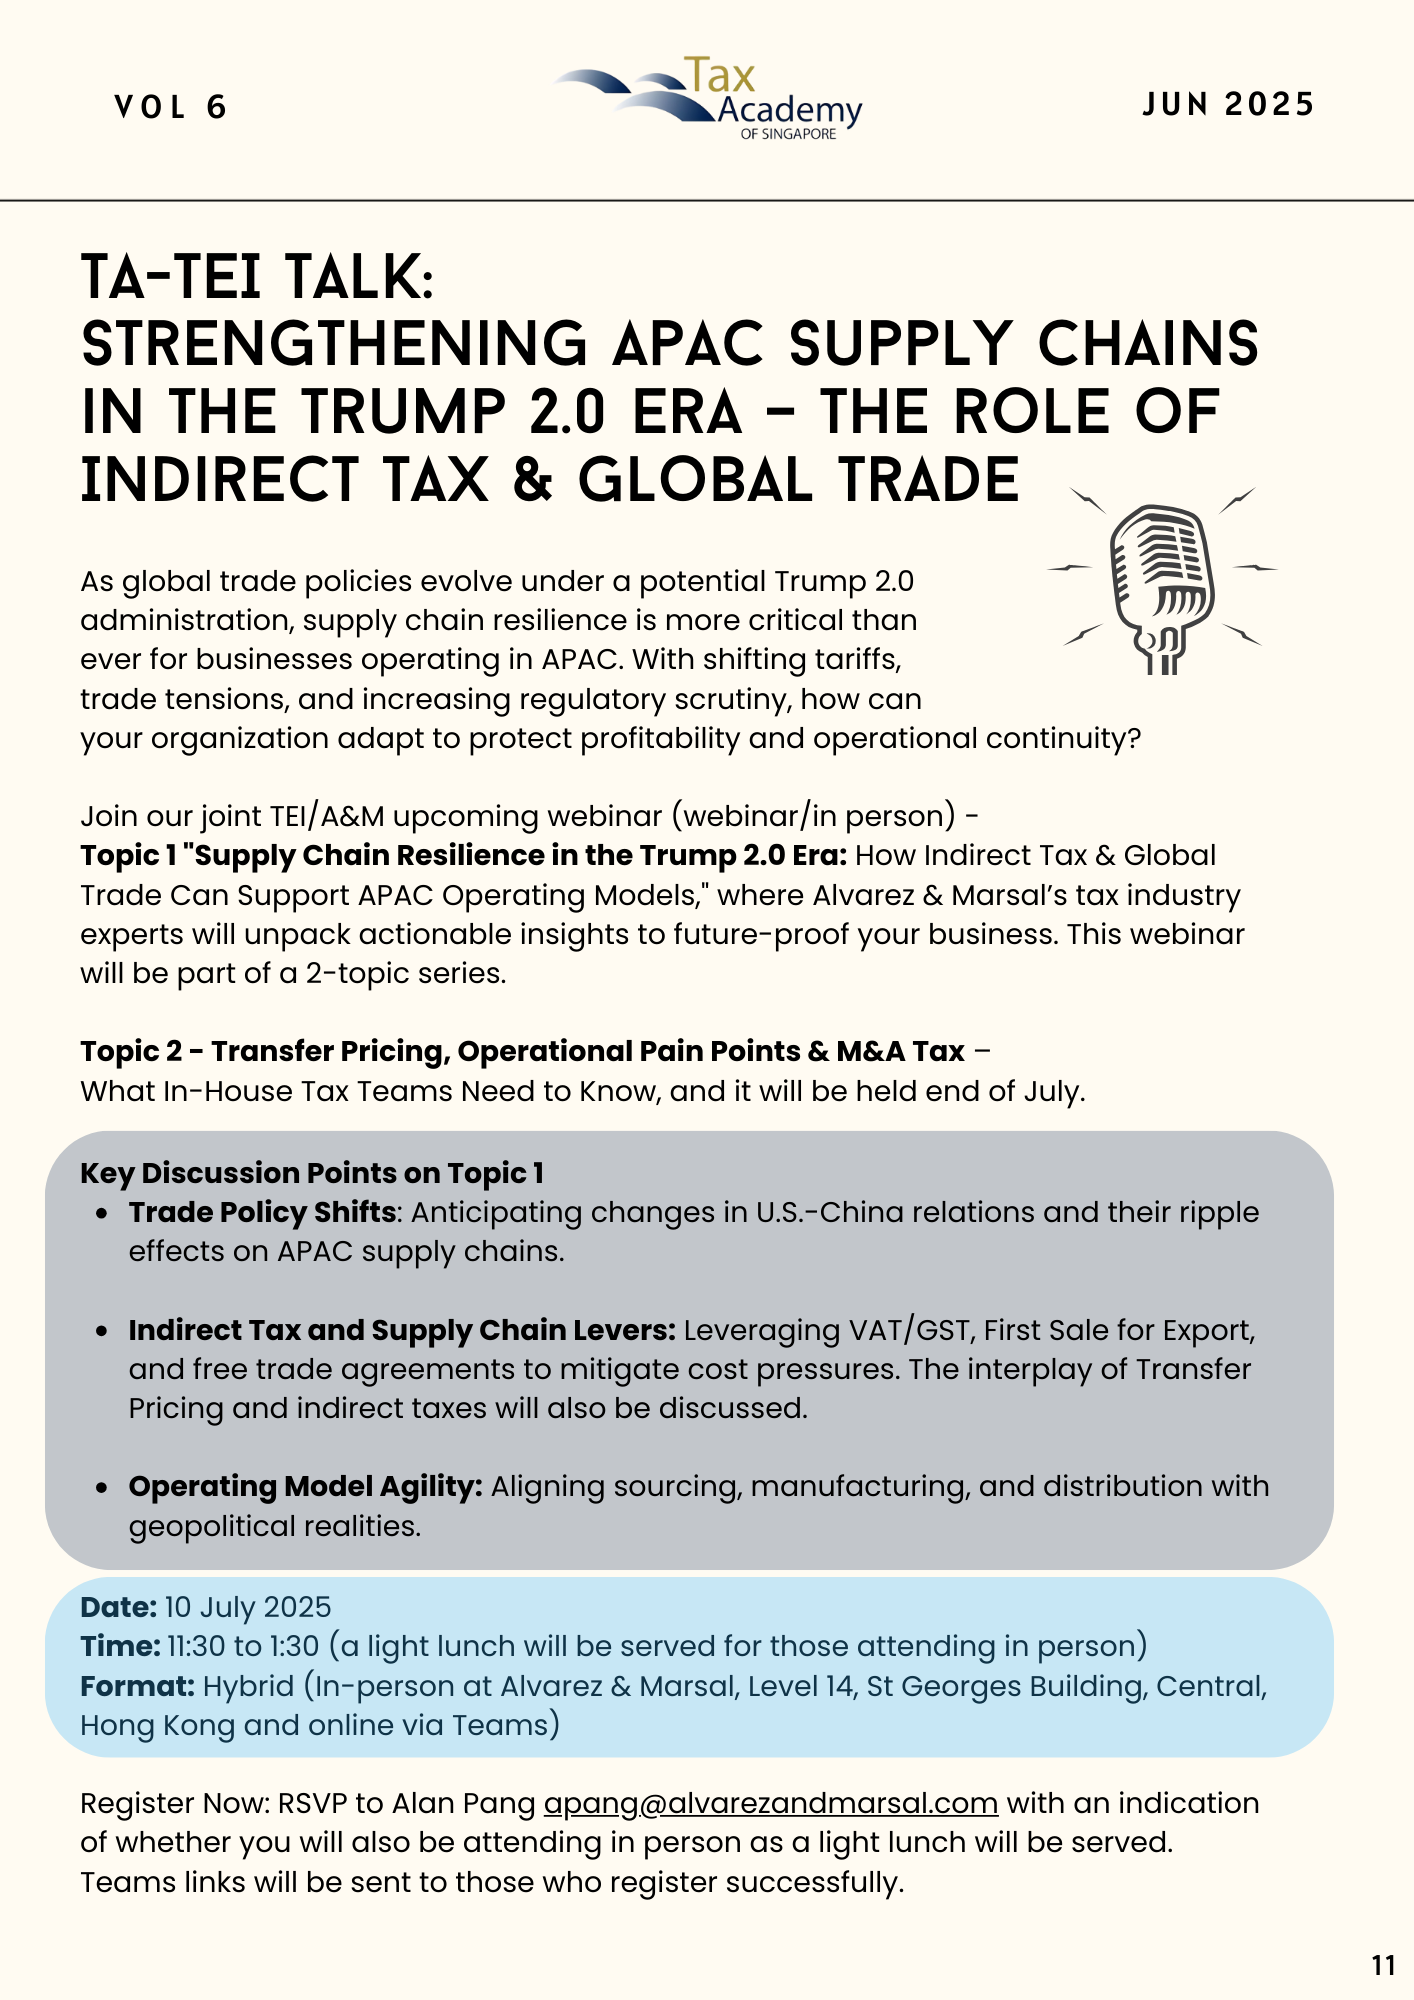 VOL 6
Tax
Academy
OF SINGAPORE
JUN 2025
TA-TEI TALK:
STRENGTHENING APAC SUPPLY CHAINS
IN THE TRUMP 2.0 ERA – THE ROLE OF
INDIRECT TAX & GLOBAL TRADE
As global trade policies evolve under a potential Trump 2.0
administration, supply chain resilience is more critical than
ever for businesses operating in APAC. With shifting tariffs,
trade tensions, and increasing regulatory scrutiny, how can
your organization adapt to protect profitability and operational continuity?
Join our joint TEI/A&M upcoming webinar (webinar/in person) -
Topic 1 "Supply Chain Resilience in the Trump 2.0 Era: How Indirect Tax & Global
Trade Can Support APAC Operating Models," where Alvarez & Marsal’s tax industry
experts will unpack actionable insights to future-proof your business. This webinar
will be part of a 2-topic series.
Topic 2 - Transfer Pricing, Operational Pain Points & M&A Tax –
What In-House Tax Teams Need to Know, and it will be held end of July.
Key Discussion Points on Topic 1
• Trade Policy Shifts: Anticipating changes in U.S.-China relations and their ripple
effects on APAC supply chains.
• Indirect Tax and Supply Chain Levers: Leveraging VAT/GST, First Sale for Export,
and free trade agreements to mitigate cost pressures. The interplay of Transfer
Pricing and indirect taxes will also be discussed.
• Operating Model Agility: Aligning sourcing, manufacturing, and distribution with
geopolitical realities.
Date: 10 July 2025
Time: 11:30 to 1:30 (a light lunch will be served for those attending in person)
Format: Hybrid (In-person at Alvarez & Marsal, Level 14, St Georges Building, Central,
Hong Kong and online via Teams)
Register Now: RSVP to Alan Pang apang@alvarezandmarsal.com with an indication
of whether you will also be attending in person as a light lunch will be served.
Teams links will be sent to those who register successfully.
11